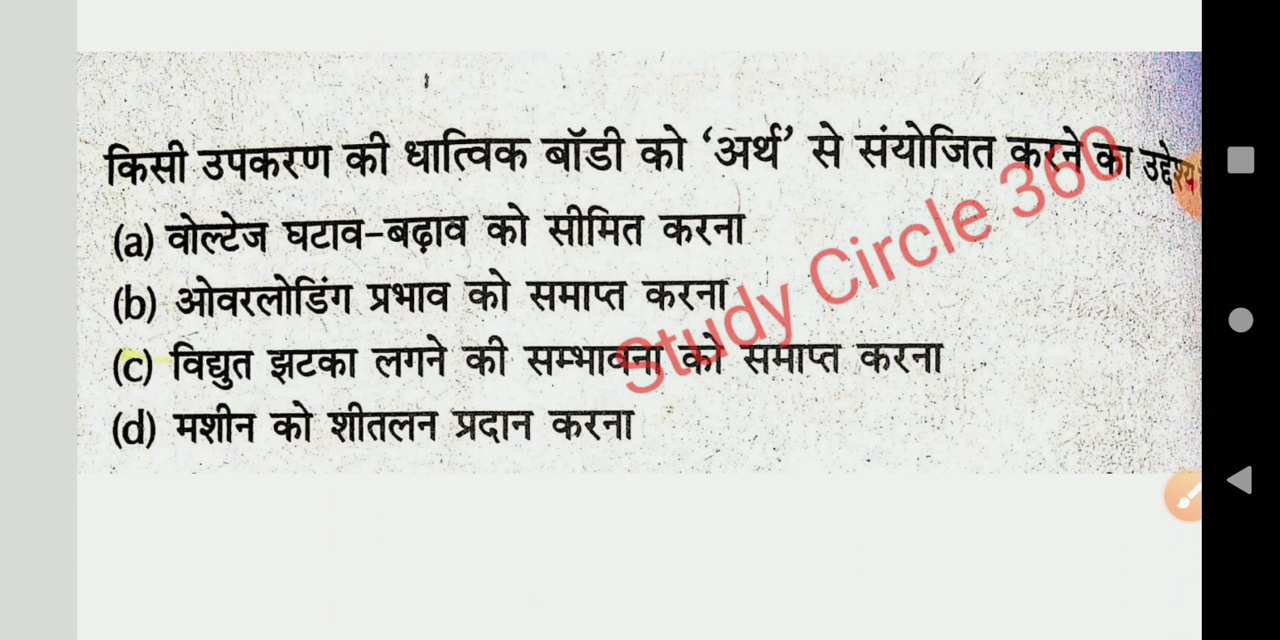 किसी उपकरण की धात्विक बॉडी को ‘अर्थ’ से संयोजित करने का उद्देश्य
(a) वोल्टेज घटाव-बढ़ाव को सीमित करना
(b) ओवरलोडिंग प्रभाव को समाप्त करना
(c) विद्युत झटका लगने की सम्भावना को समाप्त करना
(d) मशीन को शीतलन प्रदान करना
Study Circle 360